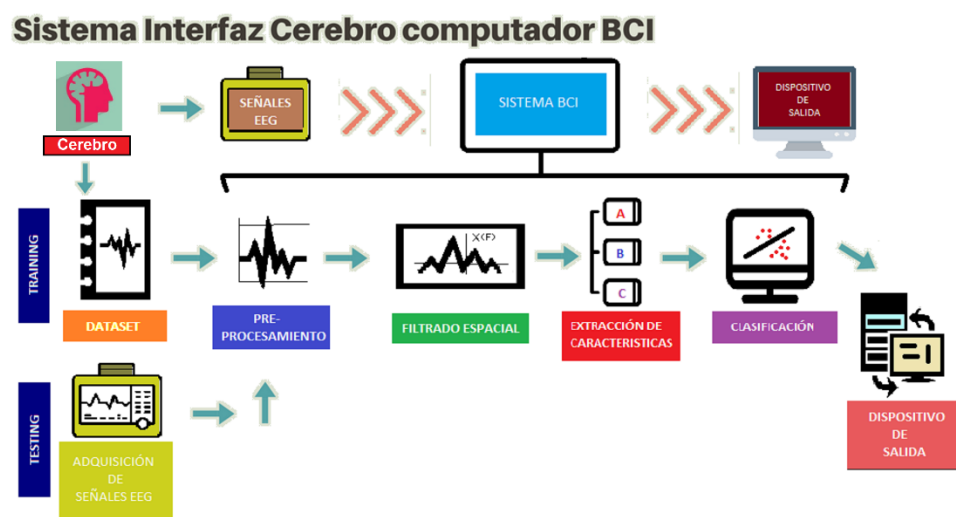 Sistema Interfaz Cerebro computador BCI
Cerebro
SEÑALES
EEG
SISTEMA BCI
DISPOSITIVO
DE
SALIDA
TRAINING
DATASET
PRE-
PROCESAMIENTO
X(F)
FILTRADO ESPACIAL
A
B
C
EXTRACCIÓN DE
CARACTERISTICAS
CLASIFICACIÓN
DISPOSITIVO
DE
SALIDA
TESTING
ADQUISICIÓN
DE
SEÑALES EEG